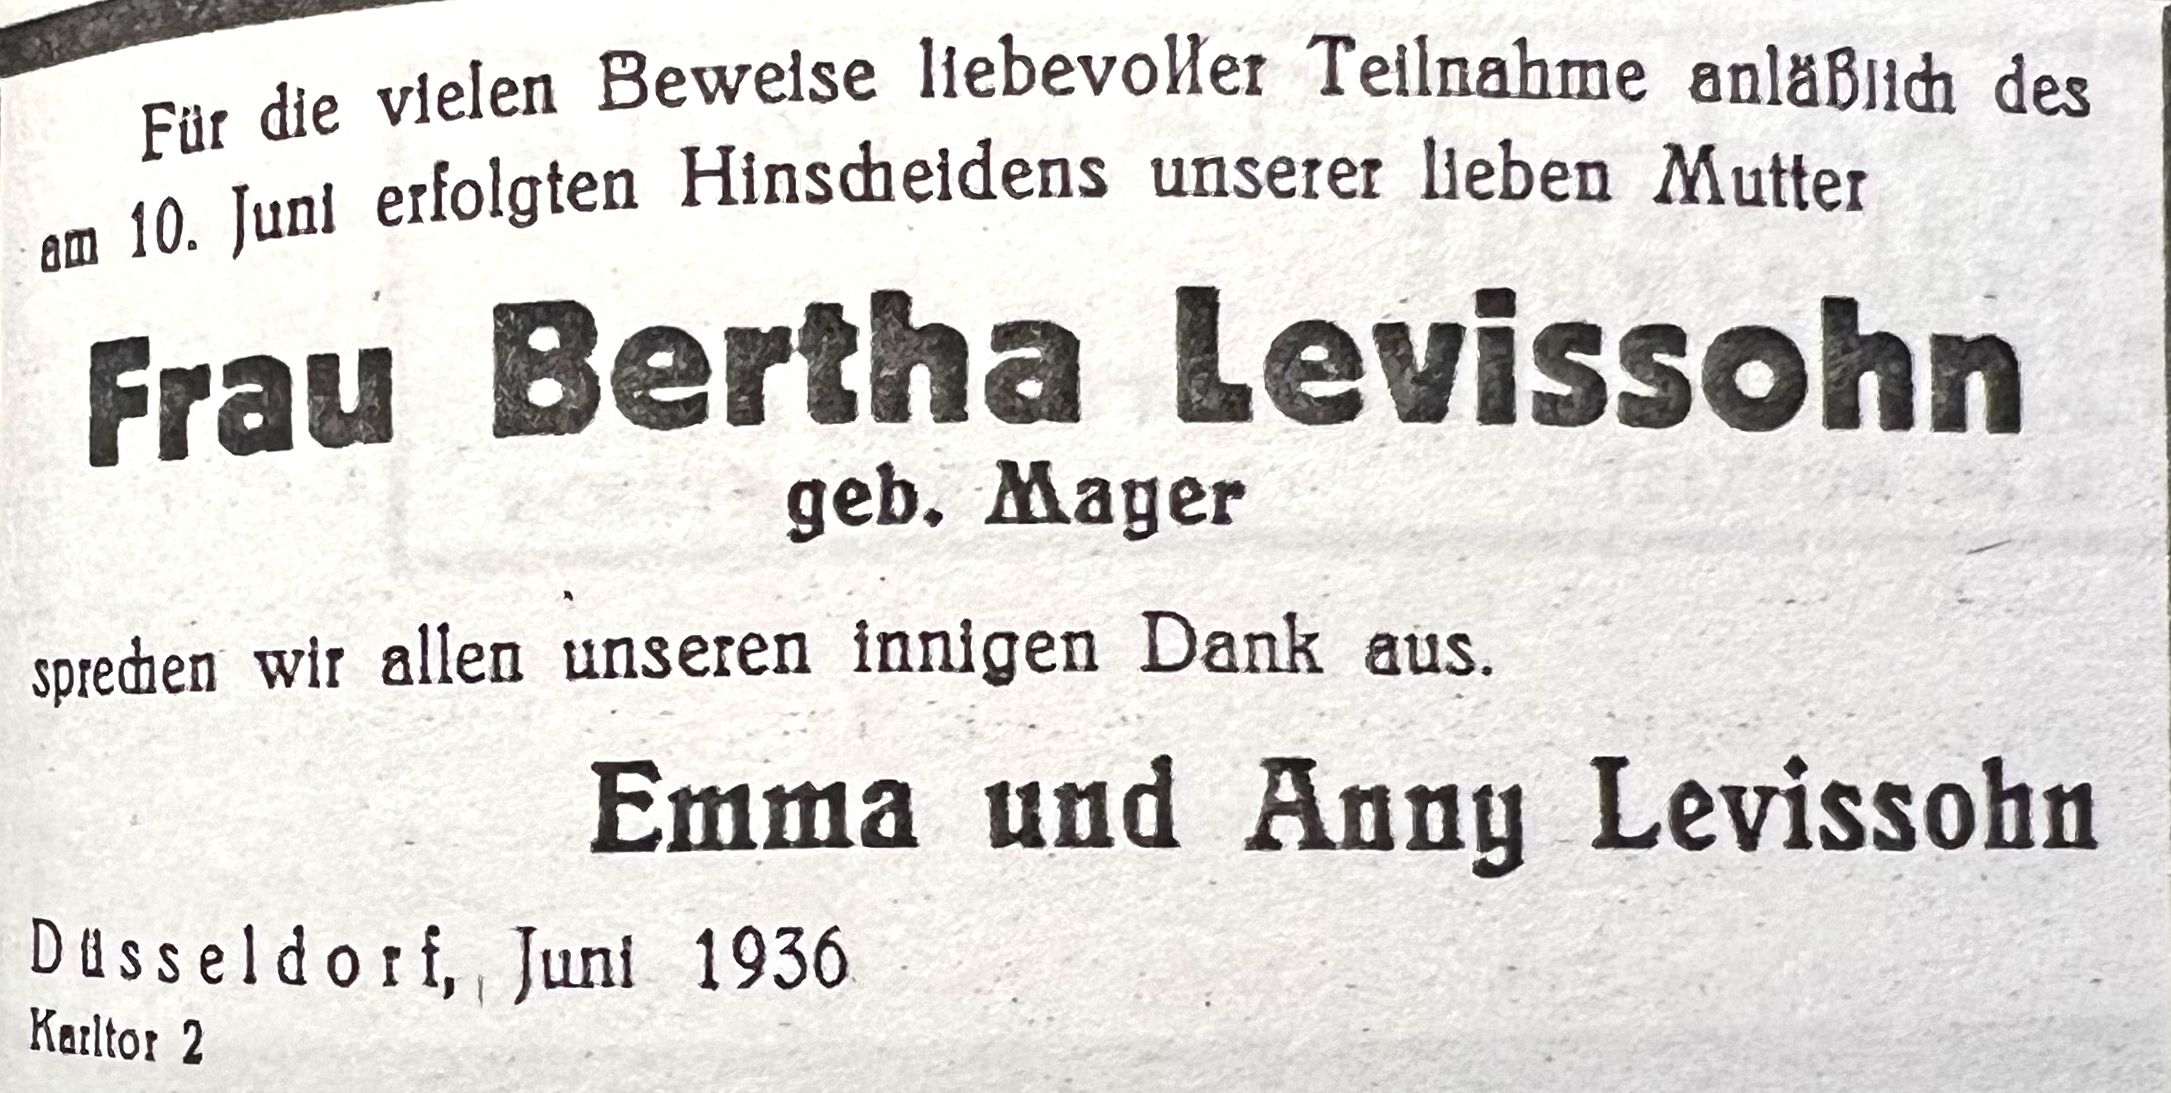 Für die vielen Beweise liebevoller Teilnahme anläßlich des
am 10. Juni erfolgten Hinscheidens unserer lieben Mutter
Frau Bertha Levissohn
geb. Mayer
sprechen wir allen unseren innigen Dank aus.
Emma und Anny Levissohn
Düsseldorf, Juni 1936
Karltor 2